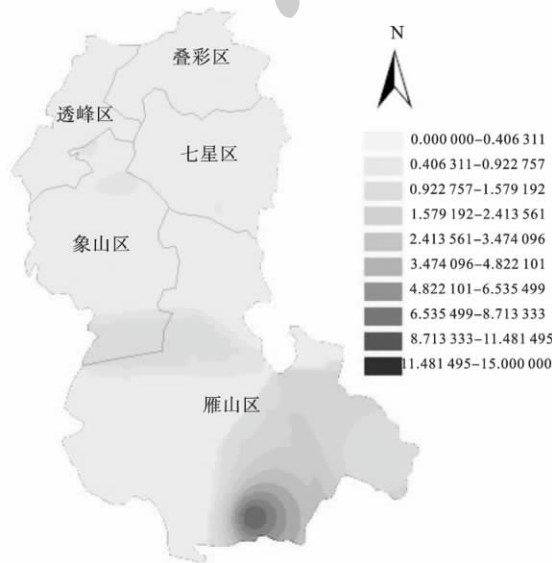 N
叠彩区
透峰区
七星区
象山区
雁山区
0.000 000-0.406 311
0.406 311-0.922 757
0.922 757-1.579 192
1.579 192-2.413 561
2.413 561-3.474 096
3.474 096-4.822 101
4.822 101-6.535 499
6.535 499-8.713 333
8.713 333-11.481 495
11.481 495-15.000 000